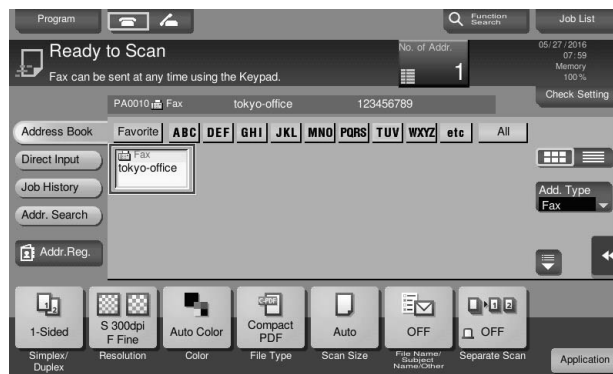 Program
Function
Search
Job List
Ready to Scan
Fax can be sent at any time using the Keypad.
No. of Addr.
1
05/27/2016
07:59
Memory
100%
Check Setting
PA0010 Fax tokyo-office 123456789
Address Book
Favorite ABC DEF GHI JKL MNO PQRS TUV WXYZ etc All
Direct Input
Fax
tokyo-office
Job History
Addr. Search
Add. Type
Fax
Addr.Reg.
1-Sided
S 300dpi
F Fine
Auto Color
Compact
PDF
Auto
OFF
OFF
Simplex/
Duplex
Resolution
Color
File Type
Scan Size
File Name/
Subject
Name/Other
Separate Scan
Application